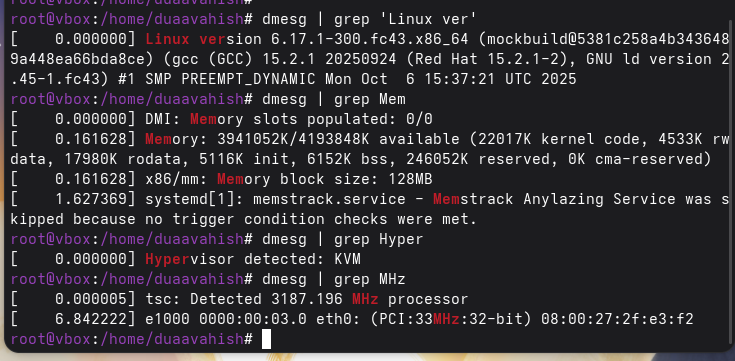 root@vbox:/home/duaavahish# dmesg | grep 'Linux ver'
[    0.000000] Linux version 6.17.1-300.fc43.x86_64 (mockbuild@5381c258a4b343648
9a448ea66bda8ce) (gcc (GCC) 15.2.1 20250924 (Red Hat 15.2.1-2), GNU ld version 2
.45-1.fc43) #1 SMP PREEMPT_DYNAMIC Mon Oct  6 15:37:21 UTC 2025
root@vbox:/home/duaavahish# dmesg | grep Mem
[    0.000000] DMI: Memory slots populated: 0/0
[    0.161628] Memory: 3941052K/4193848K available (22017K kernel code, 4533K rw
data, 17980K rodata, 5116K init, 6152K bss, 246052K reserved, 0K cma-reserved)
[    0.161628] x86/mm: Memory block size: 128MB
[    1.627369] systemd[1]: memstrack.service – Memstrack Anylazing Service was s
kipped because no trigger condition checks were met.
root@vbox:/home/duaavahish# dmesg | grep Hyper
[    0.000000] Hypervisor detected: KVM
root@vbox:/home/duaavahish# dmesg | grep MHz
[    0.000005] tsc: Detected 3187.196 MHz processor
[    6.842222] e1000 0000:00:03.0 eth0: (PCI:33MHz:32-bit) 08:00:27:2f:e3:f2
root@vbox:/home/duaavahish#